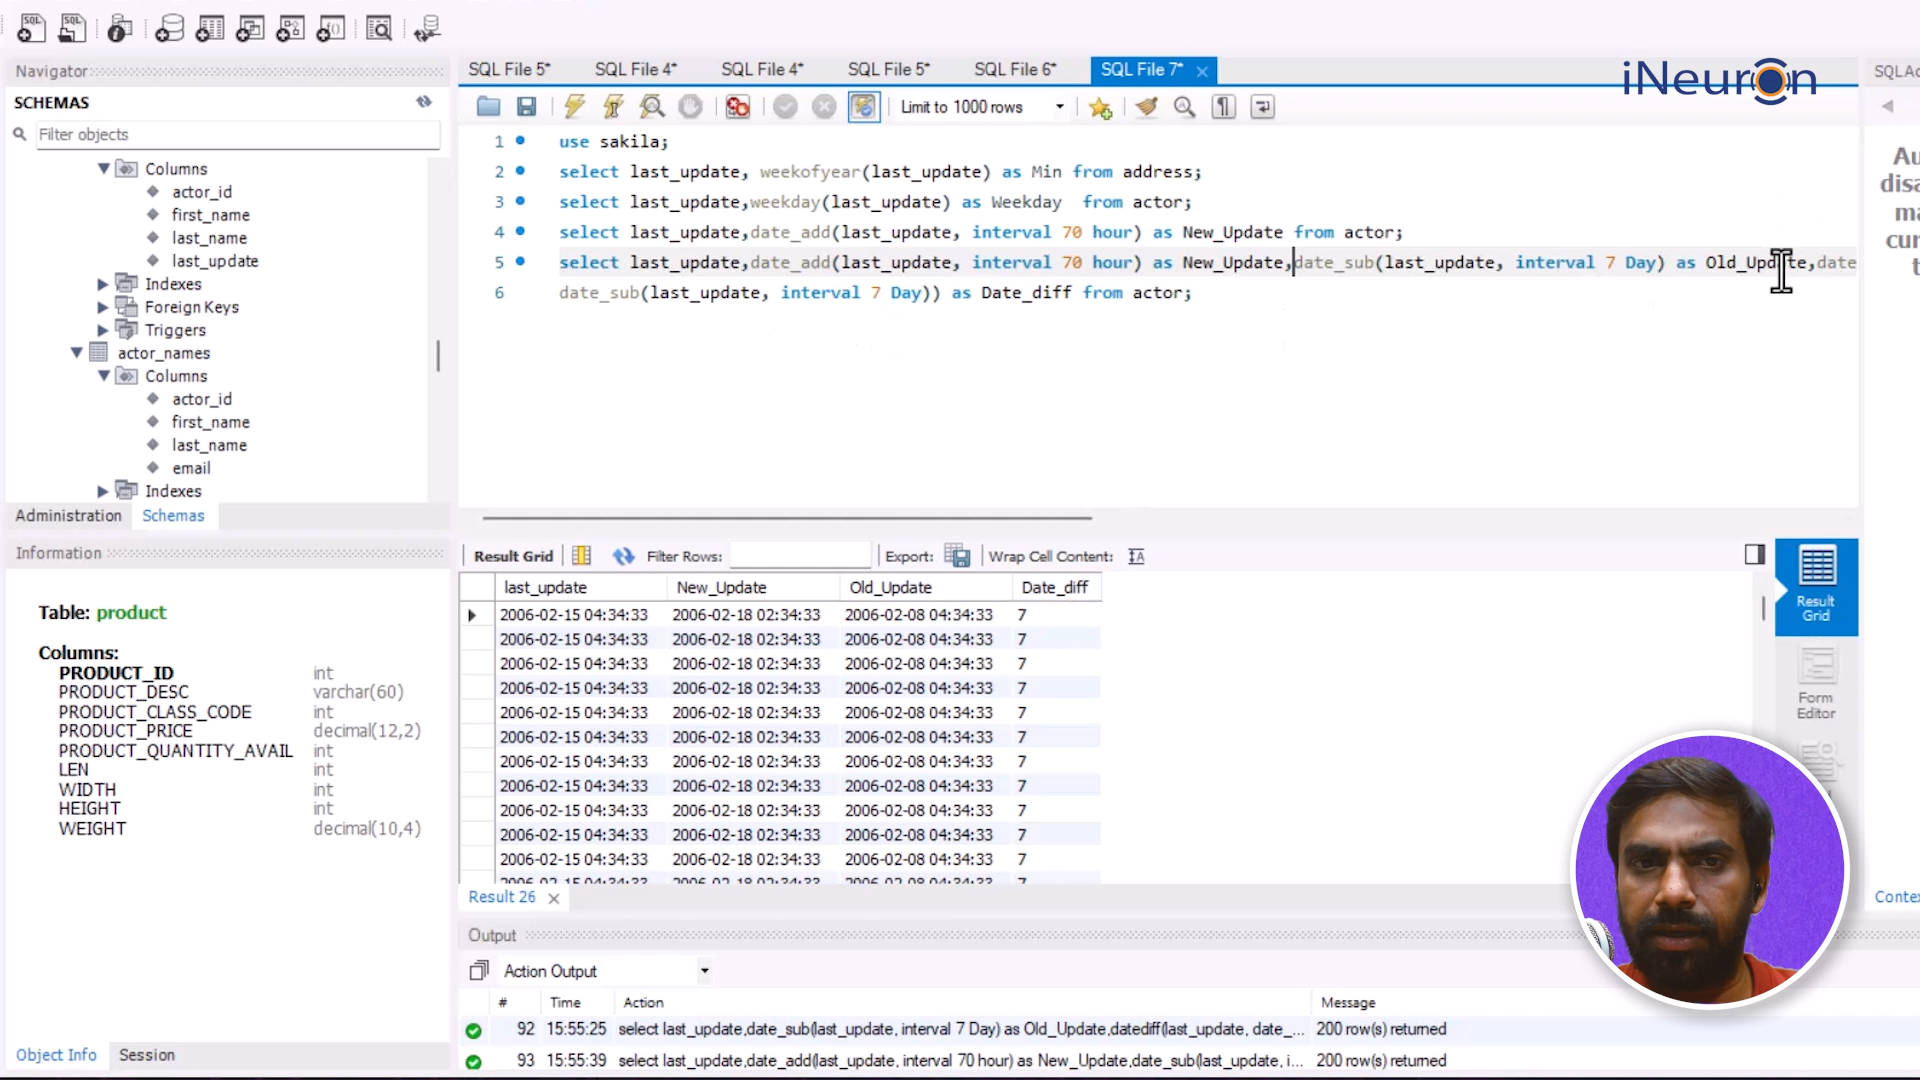 SQL SQL
Navigator
SCHEMAS
Filter objects
Columns
actor_id
first_name
last_name
last_update
Indexes
Foreign Keys
Triggers
actor_names
Columns
actor_id
first_name
last_name
email
Indexes
Administration Schemas
Information
Table: product
Columns:
PRODUCT_ID int
PRODUCT_DESC varchar(60)
PRODUCT_CLASS_CODE int
PRODUCT_PRICE decimal(12,2)
PRODUCT_QUANTITY_AVAIL int
LEN int
WIDTH int
HEIGHT int
WEIGHT decimal(10,4)
Object Info Session
SQL File 5* SQL File 4* SQL File 4* SQL File 5* SQL File 6* SQL File 7*
iNeuron
Limit to 1000 rows
1 use sakila;
2 select last_update, weekofyear(last_update) as Min from address;
3 select last_update,weekday(last_update) as Weekday  from actor;
4 select last_update,date_add(last_update, interval 70 hour) as New_Update from actor;
5 select last_update,date_add(last_update, interval 70 hour) as New_Update,date_sub(last_update, interval 7 Day) as Old_Update,date
6 date_sub(last_update, interval 7 Day)) as Date_diff from actor;
Result Grid Filter Rows: Export: Wrap Cell Content:
last_update New_Update Old_Update Date_diff
2006-02-15 04:34:33 2006-02-18 02:34:33 2006-02-08 04:34:33 7
2006-02-15 04:34:33 2006-02-18 02:34:33 2006-02-08 04:34:33 7
2006-02-15 04:34:33 2006-02-18 02:34:33 2006-02-08 04:34:33 7
2006-02-15 04:34:33 2006-02-18 02:34:33 2006-02-08 04:34:33 7
2006-02-15 04:34:33 2006-02-18 02:34:33 2006-02-08 04:34:33 7
2006-02-15 04:34:33 2006-02-18 02:34:33 2006-02-08 04:34:33 7
2006-02-15 04:34:33 2006-02-18 02:34:33 2006-02-08 04:34:33 7
2006-02-15 04:34:33 2006-02-18 02:34:33 2006-02-08 04:34:33 7
2006-02-15 04:34:33 2006-02-18 02:34:33 2006-02-08 04:34:33 7
2006-02-15 04:34:33 2006-02-18 02:34:33 2006-02-08 04:34:33 7
2006-02-15 04:34:33 2006-02-18 02:34:33 2006-02-08 04:34:33 7
Result 26
Result
Grid
Form
Editor
Output
Action Output
# Time Action Message
92 15:55:25 select last_update,date_sub(last_update, interval 7 Day) as Old_Update,datediff(last_update, date_... 200 row(s) returned
93 15:55:39 select last_update,date_add(last_update, interval 70 hour) as New_Update,date_sub(last_update, i... 200 row(s) returned